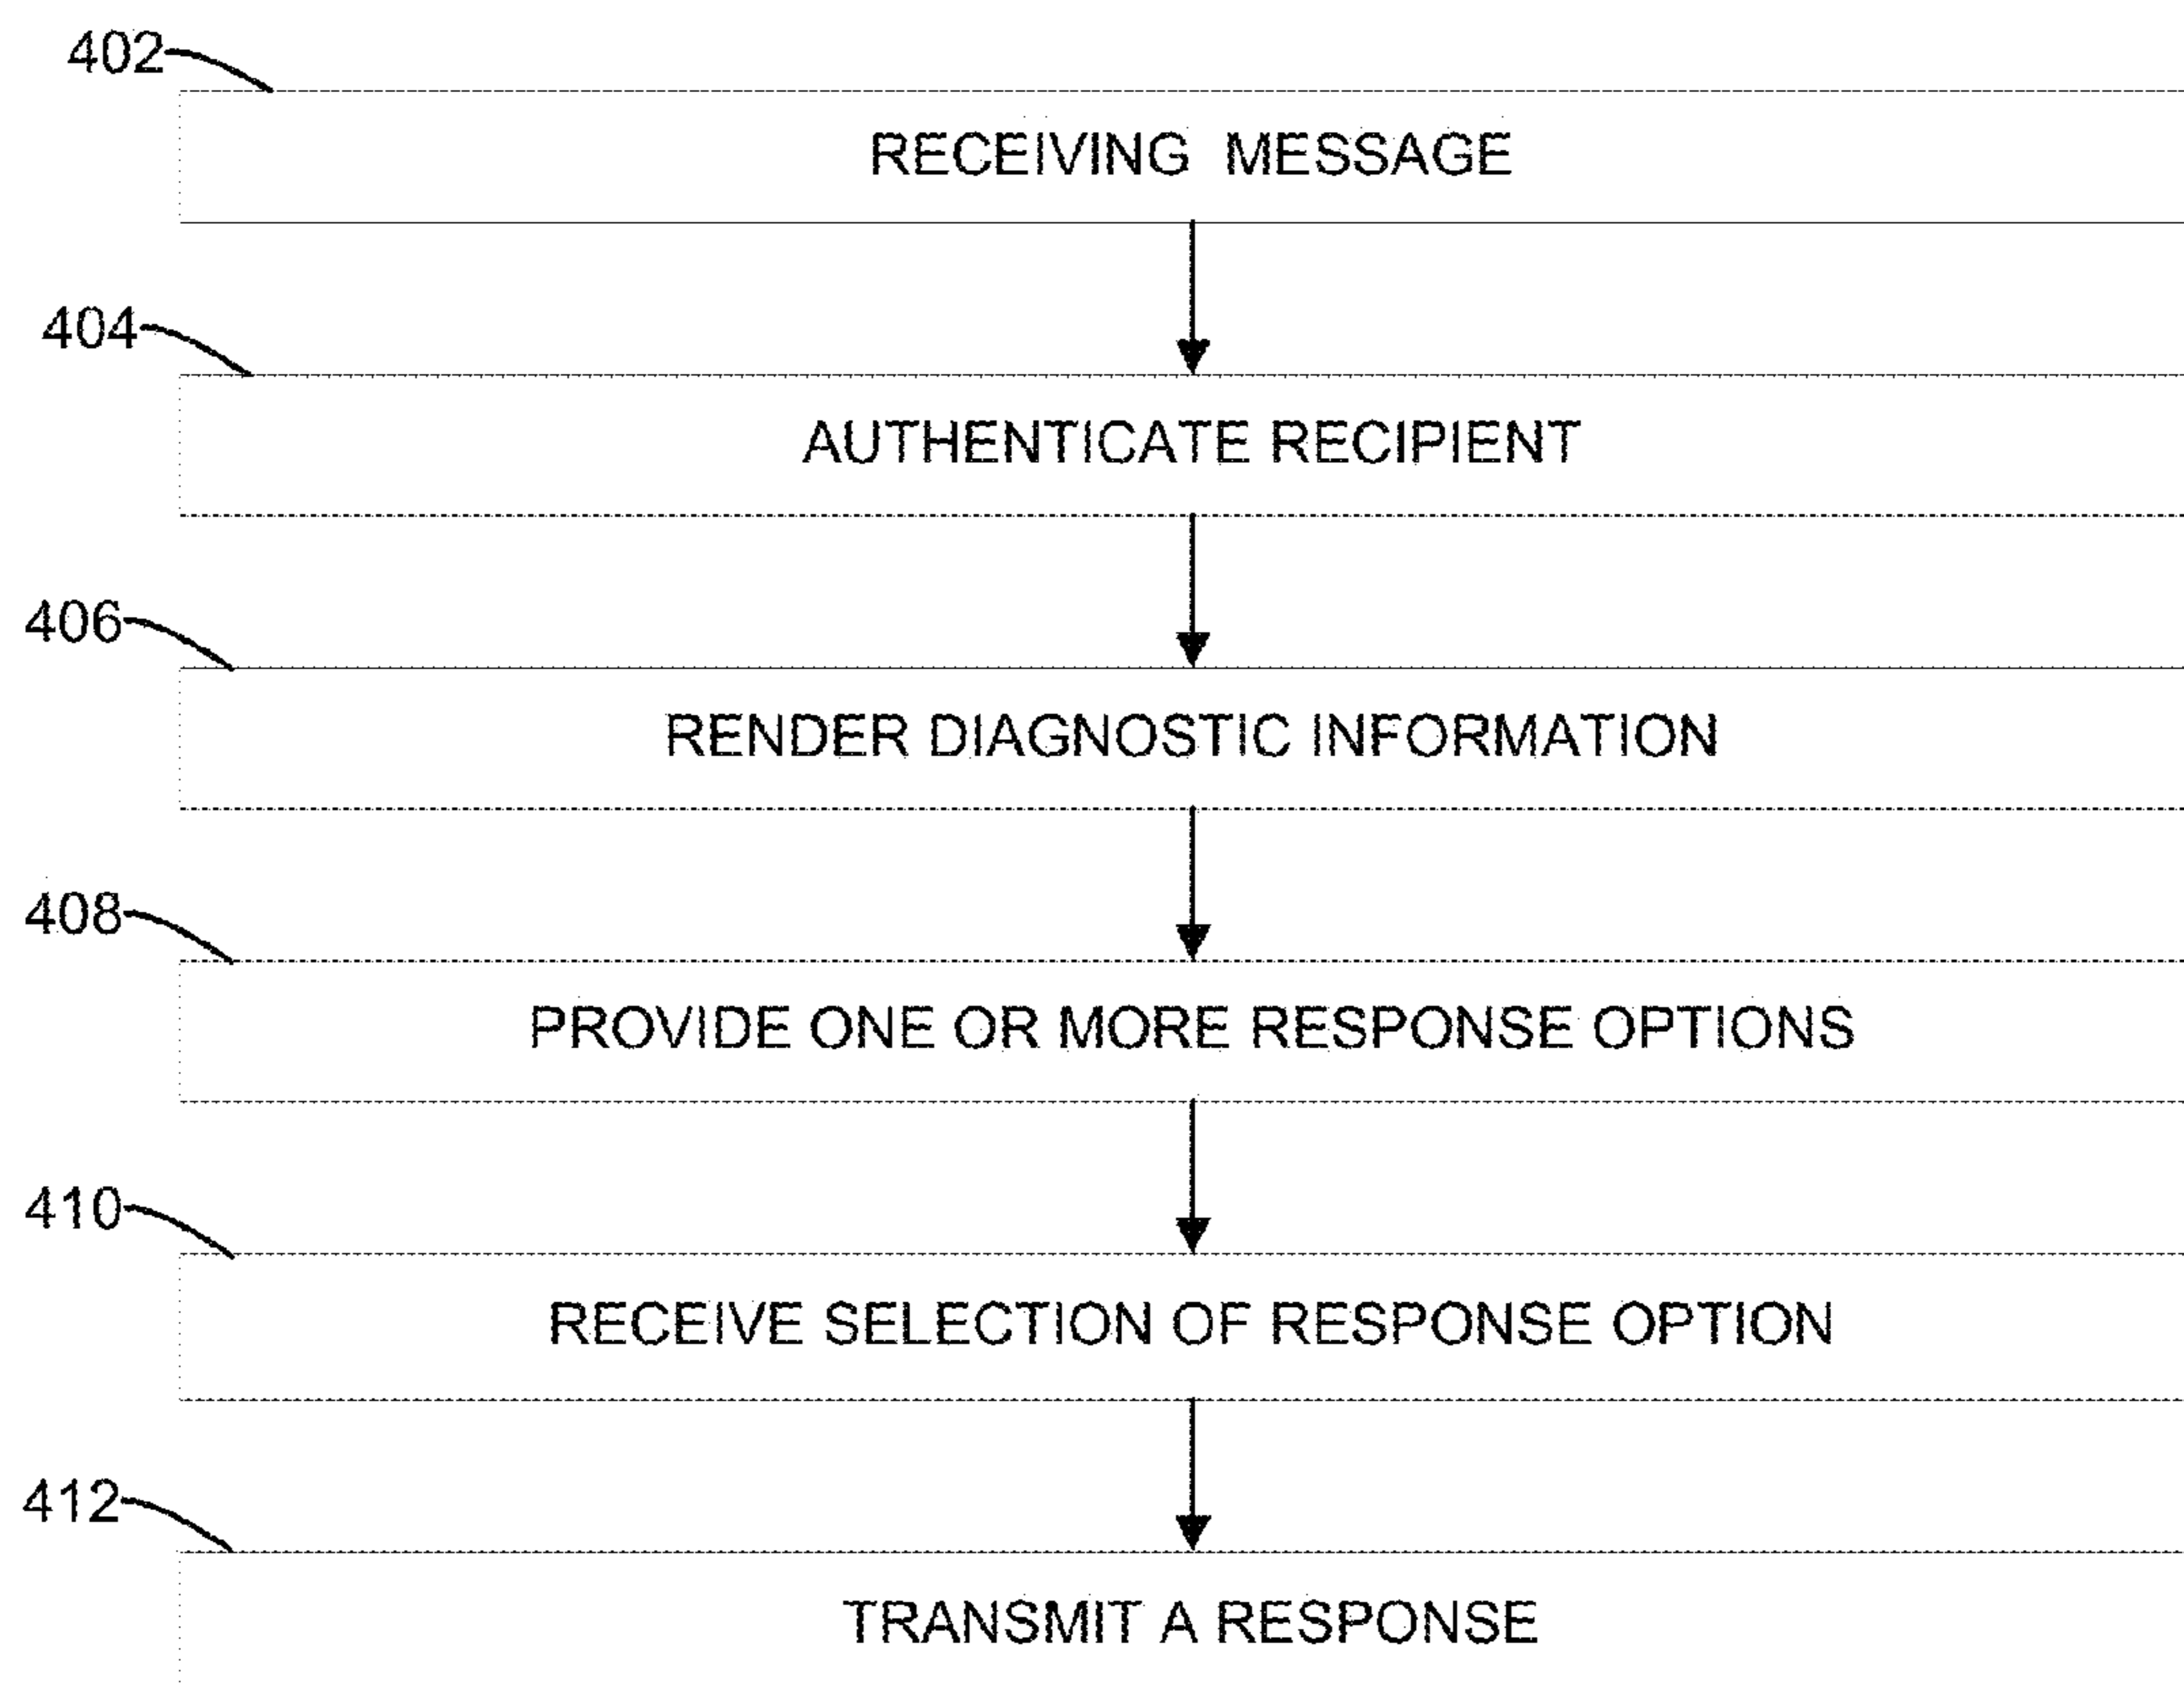 402
RECEIVING MESSAGE
404
AUTHENTICATE RECIPIENT
406
RENDER DIAGNOSTIC INFORMATION
408
PROVIDE ONE OR MORE RESPONSE OPTIONS
410
RECEIVE SELECTION OF RESPONSE OPTION
412
TRANSMIT A RESPONSE